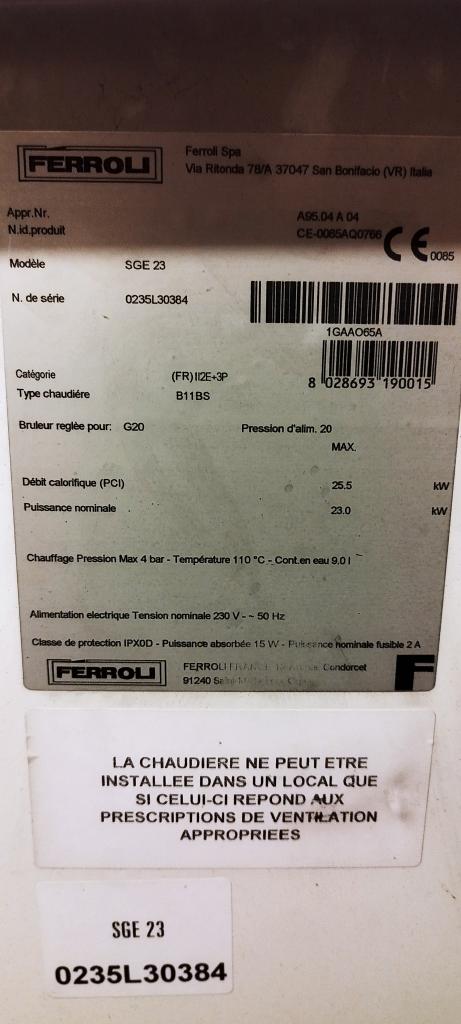 FERROLI
Ferroli Spa
Via Ritonda 78/A 37047 San Bonifacio (VR) Italia
Appr.Nr. A95.04 A 04
N.id.produit CE-0085AQ0766
CE 0085
Modèle SGE 23
N. de série 0235L30384
1GAAO65A
Catégorie (FR) II2E+3P
8 028693 190015
Type chaudiére B11BS
Bruleur reglèe pour: G20 Pression d'alim. 20
MAX.
Débit calorifique (PCI) 25.5 kW
Puissance nominale 23.0 kW
Chauffage Pression Max 4 bar - Température 110 °C - Cont.en eau 9.0 l
Alimentation electrique Tension nominale 230 V - ~ 50 Hz
Classe de protection IPX0D - Puissance absorbée 15 W - Puissance nominale fusible 2 A
FERROLI
FERROLI FRANCE Condorcet
91240
F
LA CHAUDIERE NE PEUT ETRE
INSTALLEE DANS UN LOCAL QUE
SI CELUI-CI REPOND AUX
PRESCRIPTIONS DE VENTILATION
APPROPRIEES
SGE 23
0235L30384